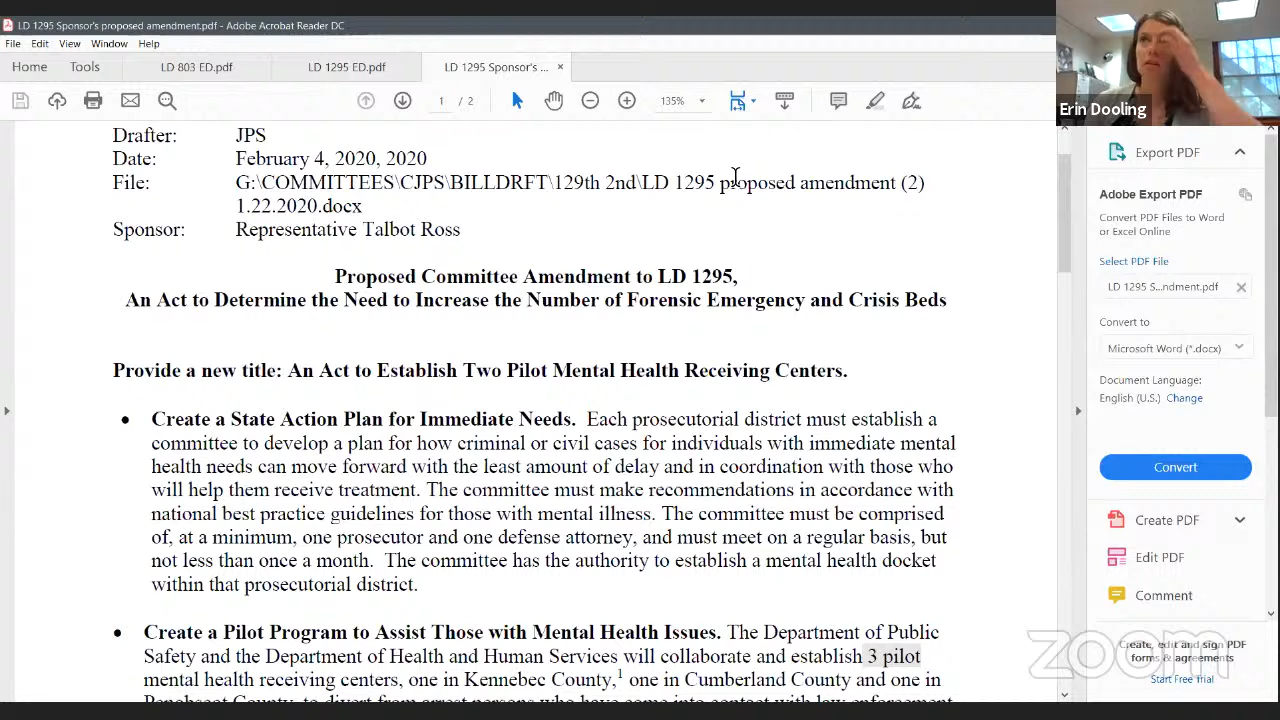 LD 1295 Sponsor's proposed amendment.pdf - Adobe Acrobat Reader DC
File Edit View Window Help
Home Tools LD 803 ED.pdf LD 1295 ED.pdf LD 1295 Sponsor's ... ×
1 / 2 135%
Erin Dooling
Drafter: JPS
Date: February 4, 2020, 2020
File: G:\COMMITTEES\CJPS\BILLDRFT\129th 2nd\LD 1295 proposed amendment (2)
1.22.2020.docx
Sponsor: Representative Talbot Ross
Proposed Committee Amendment to LD 1295,
An Act to Determine the Need to Increase the Number of Forensic Emergency and Crisis Beds
Provide a new title: An Act to Establish Two Pilot Mental Health Receiving Centers.
• Create a State Action Plan for Immediate Needs. Each prosecutorial district must establish a
committee to develop a plan for how criminal or civil cases for individuals with immediate mental
health needs can move forward with the least amount of delay and in coordination with those who
will help them receive treatment. The committee must make recommendations in accordance with
national best practice guidelines for those with mental illness. The committee must be comprised
of, at a minimum, one prosecutor and one defense attorney, and must meet on a regular basis, but
not less than once a month. The committee has the authority to establish a mental health docket
within that prosecutorial district.
• Create a Pilot Program to Assist Those with Mental Health Issues. The Department of Public
Safety and the Department of Health and Human Services will collaborate and establish 3 pilot
mental health receiving centers, one in Kennebec County,1 one in Cumberland County and one in
Penobscot County, to divert from arrest persons who have come into contact with law enforcement
Export PDF
Adobe Export PDF
Convert PDF Files to Word
or Excel Online
Select PDF File
LD 1295 S...ndment.pdf
Convert to
Microsoft Word (*.docx)
Document Language:
English (U.S.) Change
Convert
Create PDF
Edit PDF
Comment
zoom
Create, edit and sign PDF
forms & agreements
Start Free Trial